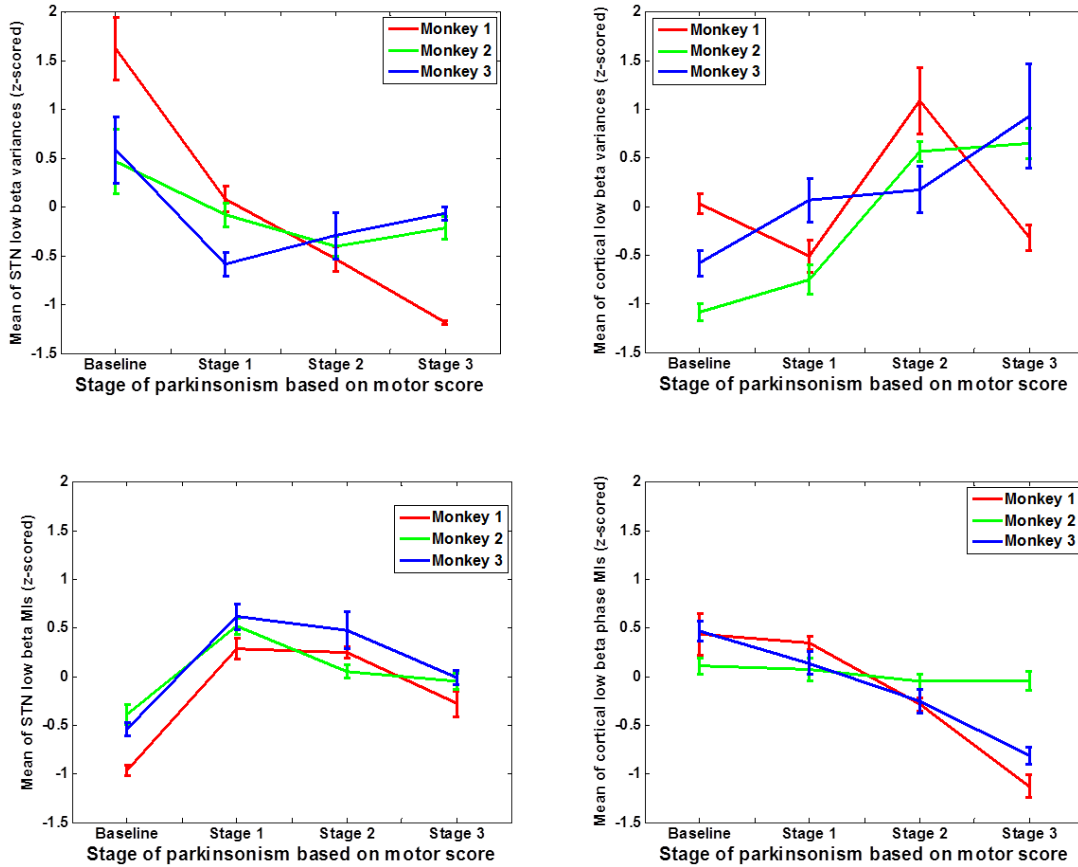 Mean of STN low beta variances (z-scored)
2
1.5
1
0.5
0
-0.5
-1
-1.5
Monkey 1
Monkey 2
Monkey 3
Baseline
Stage 1
Stage 2
Stage 3
Stage of parkinsonism based on motor score
Mean of cortical low beta variances (z-scored)
2
1.5
1
0.5
0
-0.5
-1
-1.5
Monkey 1
Monkey 2
Monkey 3
Baseline
Stage 1
Stage 2
Stage 3
Stage of parkinsonism based on motor score
Mean of STN low beta MIs (z-scored)
2
1.5
1
0.5
0
-0.5
-1
-1.5
Monkey 1
Monkey 2
Monkey 3
Baseline
Stage 1
Stage 2
Stage 3
Stage of parkinsonism based on motor score
Mean of cortical low beta phase MIs (z-scored)
2
1.5
1
0.5
0
-0.5
-1
-1.5
Monkey 1
Monkey 2
Monkey 3
Baseline
Stage 1
Stage 2
Stage 3
Stage of parkinsonism based on motor score